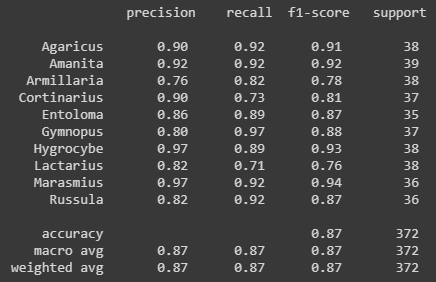 precision recall f1-score support
Agaricus 0.90 0.92 0.91 38
Amanita 0.92 0.92 0.92 39
Armillaria 0.76 0.82 0.78 38
Cortinarius 0.90 0.73 0.81 37
Entoloma 0.86 0.89 0.87 35
Gymnopus 0.80 0.97 0.88 37
Hygrocybe 0.97 0.89 0.93 38
Lactarius 0.82 0.71 0.76 38
Marasmius 0.97 0.92 0.94 36
Russula 0.82 0.92 0.87 36
accuracy 0.87 372
macro avg 0.87 0.87 0.87 372
weighted avg 0.87 0.87 0.87 372